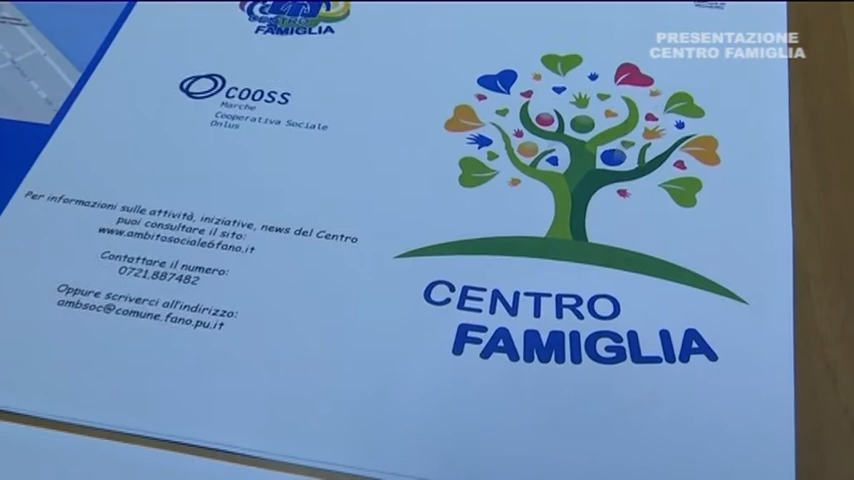 PRESENTAZIONE
CENTRO FAMIGLIA
CENTRO
FAMIGLIA
COOSS
Marche
Cooperativa Sociale
Onlus
Per informazioni sulle attività, iniziative, news del Centro
puoi consultare il sito:
www.ambitosociale6fano.it
Contattare il numero:
0721.887482
Oppure scriverci all'indirizzo:
ambsoc@comune.fano.pu.it
CENTRO
FAMIGLIA